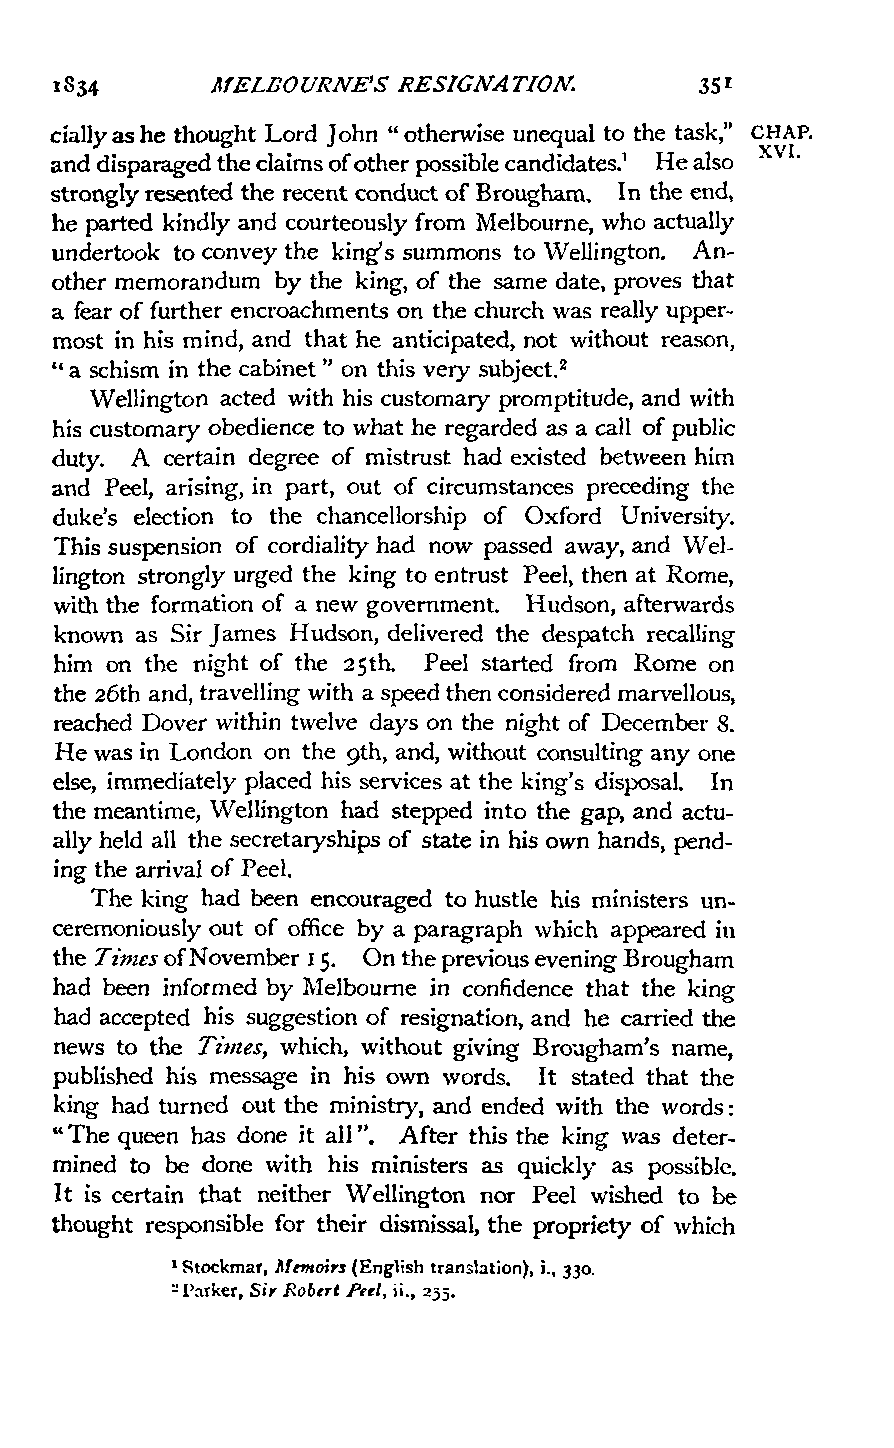 1834 MELBOURNE'S RESIGNATION. 351
cially as he thought Lord John "otherwise unequal to the task," CHAP. XVI.
and disparaged the claims of other possible candidates.¹ He also
strongly resented the recent conduct of Brougham. In the end,
he parted kindly and courteously from Melbourne, who actually
undertook to convey the king's summons to Wellington. An-
other memorandum by the king, of the same date, proves that
a fear of further encroachments on the church was really upper-
most in his mind, and that he anticipated, not without reason,
"a schism in the cabinet" on this very subject.²
Wellington acted with his customary promptitude, and with
his customary obedience to what he regarded as a call of public
duty. A certain degree of mistrust had existed between him
and Peel, arising, in part, out of circumstances preceding the
duke's election to the chancellorship of Oxford University.
This suspension of cordiality had now passed away, and Wel-
lington strongly urged the king to entrust Peel, then at Rome,
with the formation of a new government. Hudson, afterwards
known as Sir James Hudson, delivered the despatch recalling
him on the night of the 25th. Peel started from Rome on
the 26th and, travelling with a speed then considered marvellous,
reached Dover within twelve days on the night of December 8.
He was in London on the 9th, and, without consulting any one
else, immediately placed his services at the king's disposal. In
the meantime, Wellington had stepped into the gap, and actu-
ally held all the secretaryships of state in his own hands, pend-
ing the arrival of Peel.
The king had been encouraged to hustle his ministers un-
ceremoniously out of office by a paragraph which appeared in
the Times of November 15. On the previous evening Brougham
had been informed by Melbourne in confidence that the king
had accepted his suggestion of resignation, and he carried the
news to the Times, which, without giving Brougham's name,
published his message in his own words. It stated that the
king had turned out the ministry, and ended with the words:
"The queen has done it all". After this the king was deter-
mined to be done with his ministers as quickly as possible.
It is certain that neither Wellington nor Peel wished to be
thought responsible for their dismissal, the propriety of which
¹ Stockmar, Memoirs (English translation), i., 330.
² Parker, Sir Robert Peel, ii., 235.